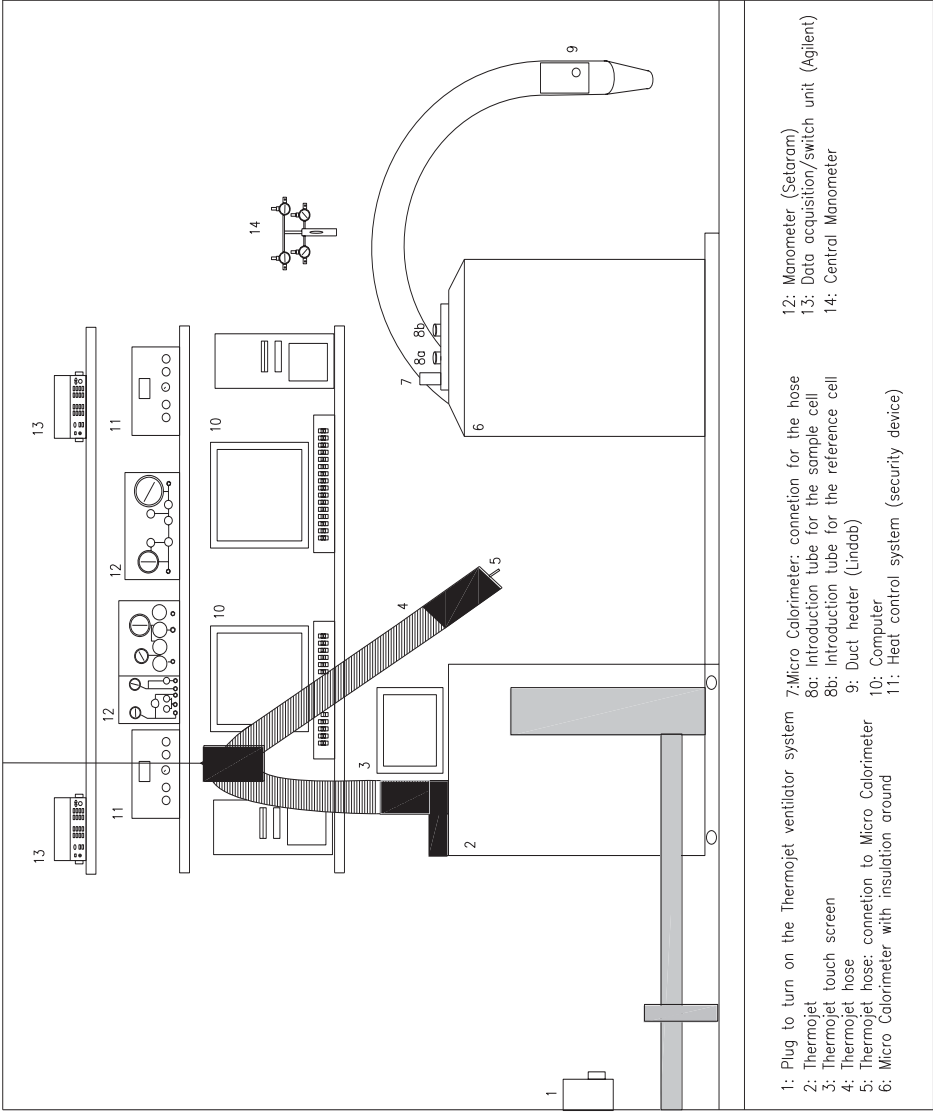 13
13
11
12
12
11
10
10
14
3
4
7
8a
8b
2
6
5
1
9
1: Plug to turn on the Thermojet ventilator system
2: Thermojet
3: Thermojet touch screen
4: Thermojet hose
5: Thermojet hose: connetion to Micro Calorimeter
6: Micro Calorimeter with insulation around
7:Micro Calorimeter: connetion for the hose
8a: Introduction tube for the sample cell
8b: Introduction tube for the reference cell
9: Duct heater (Lindab)
10: Computer
11: Heat control system (security device)
12: Manometer (Setaram)
13: Data acquisition/switch unit (Agilent)
14: Central Manometer